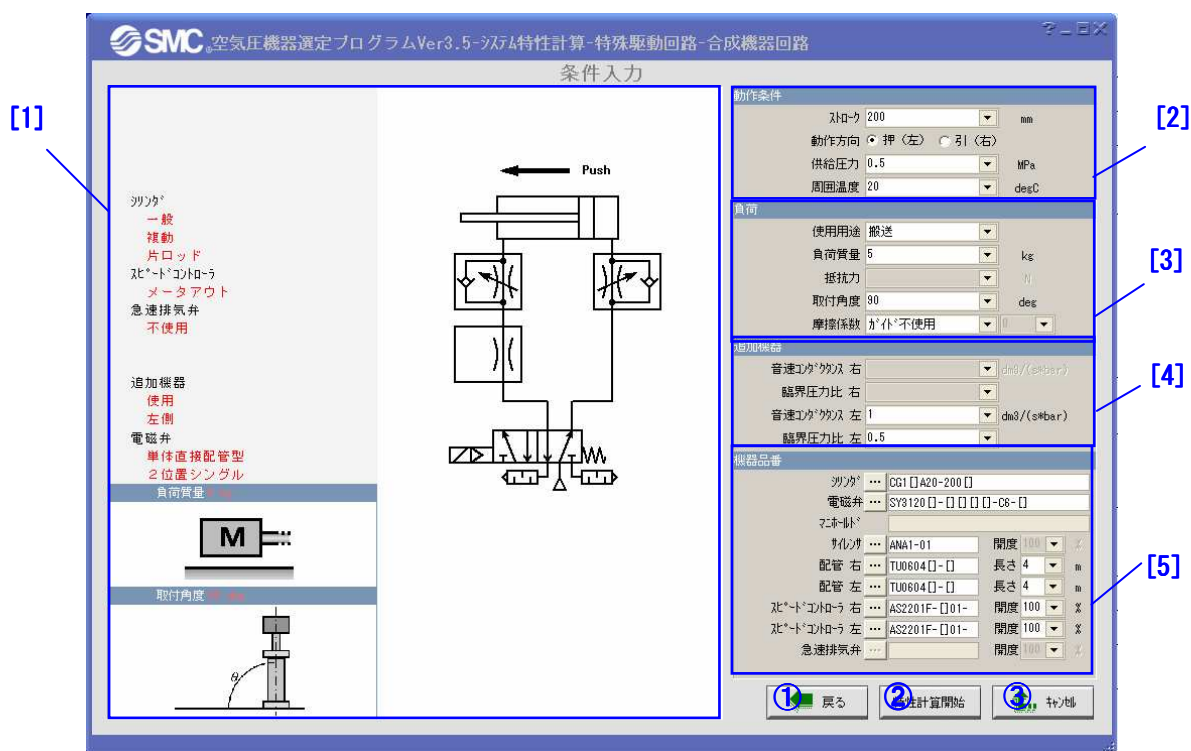 SMC 空気圧機器選定プログラムVer3.5-ｼｽﾃﾑ特性計算-特殊駆動回路-合成機器回路
条件入力
[1]
ｼﾘﾝﾀﾞ
一般
複動
片ロッド
ｽﾋﾟｰﾄﾞｺﾝﾄﾛｰﾗ
メータアウト
急速排気弁
不使用
追加機器
使用
左側
電磁弁
単体直接配管型
２位置シングル
負荷質量
M
取付角度
θ
Push
[2]
動作条件
ｽﾄﾛｰｸ 200 mm
動作方向 押（左） 引（右）
供給圧力 0.5 MPa
周囲温度 20 degC
[3]
負荷
使用用途 搬送
負荷質量 5 kg
抵抗力 N
取付角度 90 deg
摩擦係数 ｶﾞｲﾄﾞ不使用 0
[4]
追加機器
音速ｺﾝﾀﾞｸﾀﾝｽ 右 dm3/(s*bar)
臨界圧力比 右
音速ｺﾝﾀﾞｸﾀﾝｽ 左 1 dm3/(s*bar)
臨界圧力比 左 0.5
[5]
機器品番
ｼﾘﾝﾀﾞ ... CG1[]A20-200[]
電磁弁 ... SY3120[]-[][][][]-C6-[]
ﾏﾆﾎｰﾙﾄﾞ
ｻｲﾚﾝｻ ... ANA1-01 開度 100 %
配管 右 ... TU0604[]-[] 長さ 4 m
配管 左 ... TU0604[]-[] 長さ 4 m
ｽﾋﾟｰﾄﾞｺﾝﾄﾛｰﾗ 右 ... AS2201F-[]01- 開度 100 %
ｽﾋﾟｰﾄﾞｺﾝﾄﾛｰﾗ 左 ... AS2201F-[]01- 開度 100 %
急速排気弁 ... 開度 100 %
① 戻る
② 性計算開始
③ ｷｬﾝｾﾙ